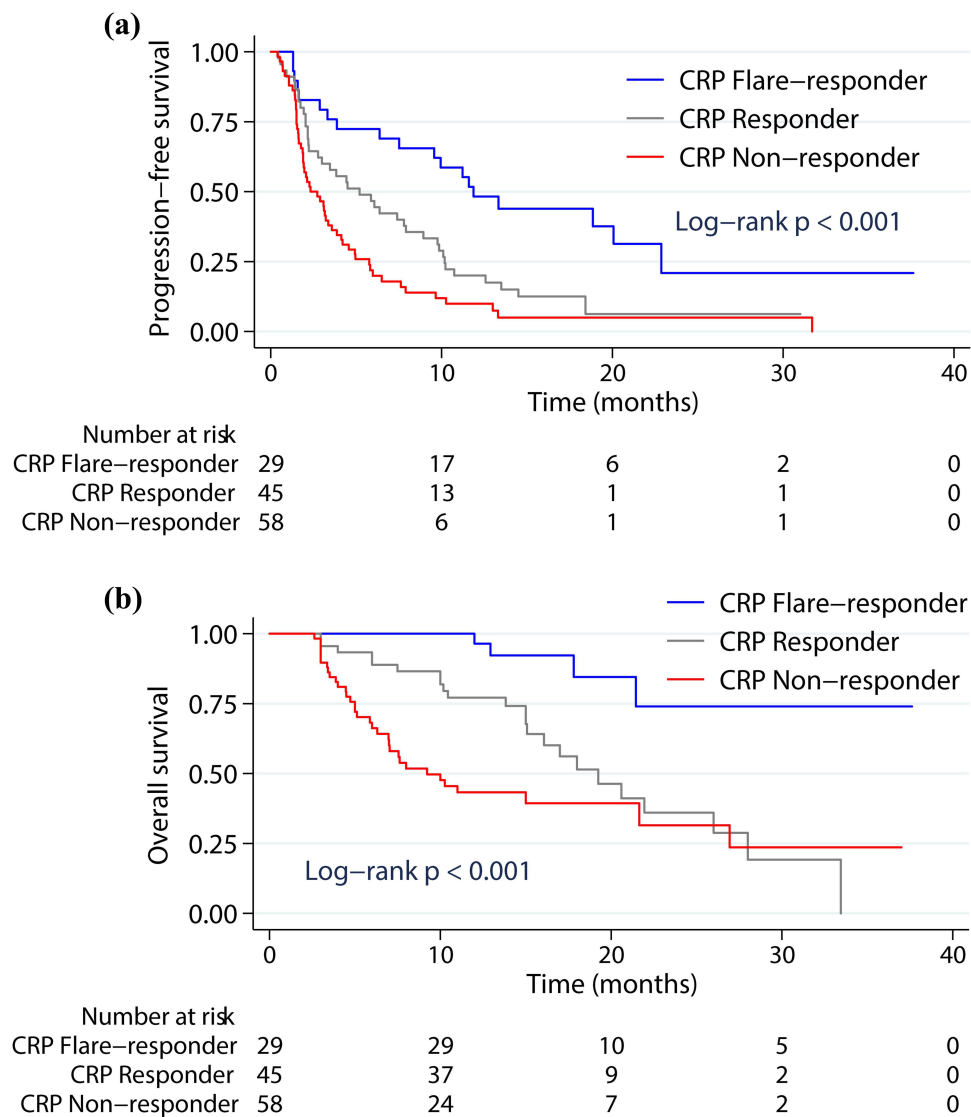 (a)
Progression-free survival
1.00
0.75
0.50
0.25
0.00
CRP Flare-responder
CRP Responder
CRP Non-responder
Log-rank p < 0.001
0 10 20 30 40
Time (months)
Number at risk
CRP Flare-responder 29 17 6 2 0
CRP Responder 45 13 1 1 0
CRP Non-responder 58 6 1 1 0
(b)
Overall survival
1.00
0.75
0.50
0.25
0.00
CRP Flare-responder
CRP Responder
CRP Non-responder
Log-rank p < 0.001
0 10 20 30 40
Time (months)
Number at risk
CRP Flare-responder 29 29 10 5 0
CRP Responder 45 37 9 2 0
CRP Non-responder 58 24 7 2 0